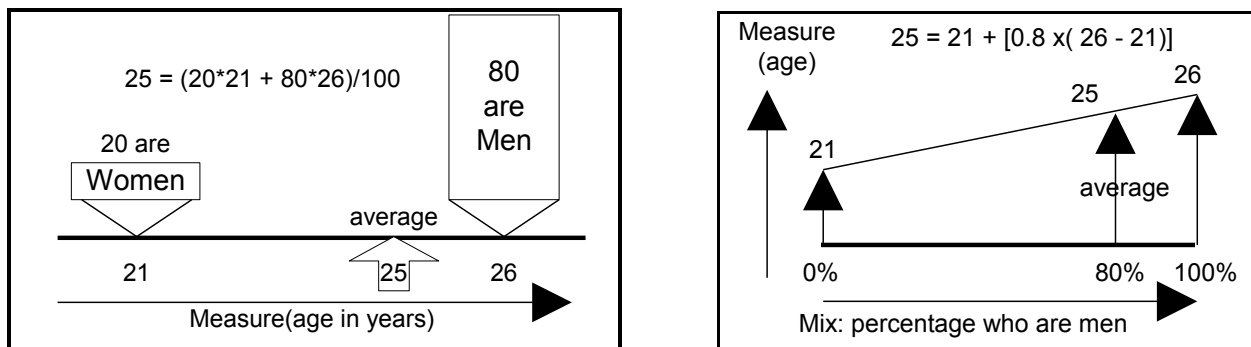 25 = (20*21 + 80*26)/100
80
are
Men
20 are
Women
average
21
25
26
Measure(age in years)
Measure
(age)
25 = 21 + [0.8 x( 26 - 21)]
26
25
21
average
0%
80%
100%
Mix: percentage who are men